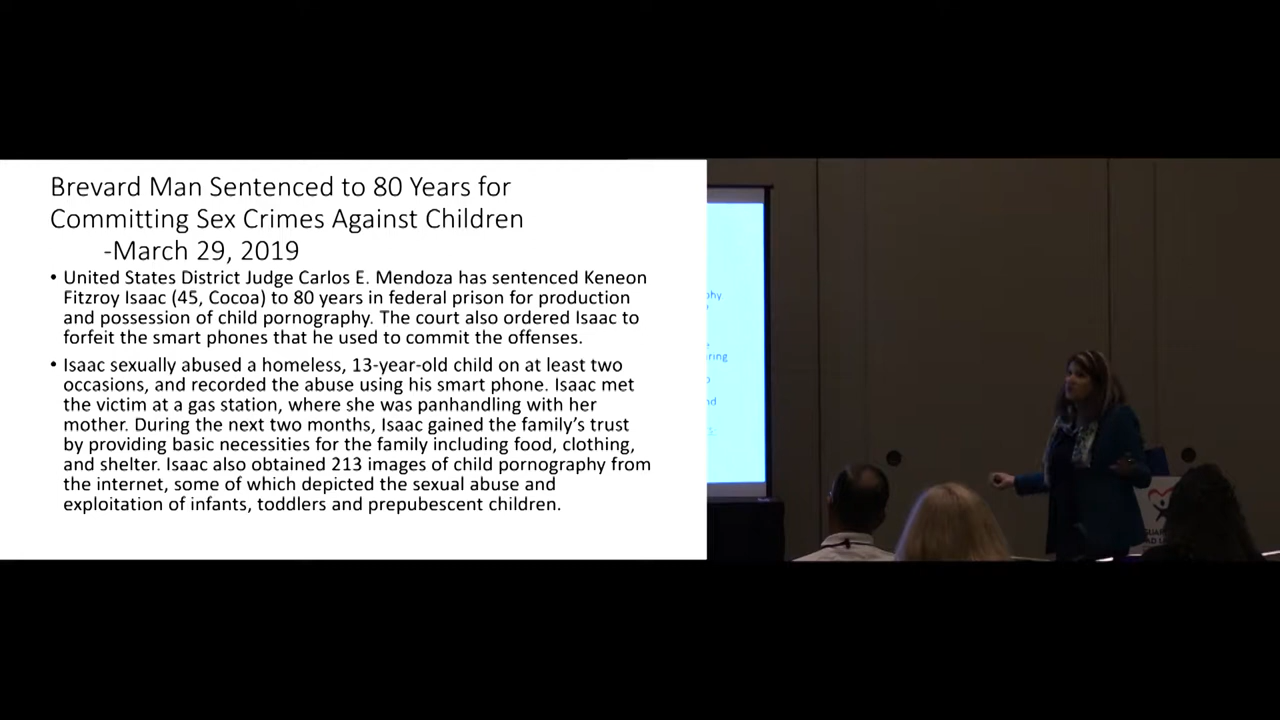 Brevard Man Sentenced to 80 Years for
Committing Sex Crimes Against Children
-March 29, 2019
• United States District Judge Carlos E. Mendoza has sentenced Keneon
Fitzroy Isaac (45, Cocoa) to 80 years in federal prison for production
and possession of child pornography. The court also ordered Isaac to
forfeit the smart phones that he used to commit the offenses.
• Isaac sexually abused a homeless, 13-year-old child on at least two
occasions, and recorded the abuse using his smart phone. Isaac met
the victim at a gas station, where she was panhandling with her
mother. During the next two months, Isaac gained the family's trust
by providing basic necessities for the family including food, clothing,
and shelter. Isaac also obtained 213 images of child pornography from
the internet, some of which depicted the sexual abuse and
exploitation of infants, toddlers and prepubescent children.